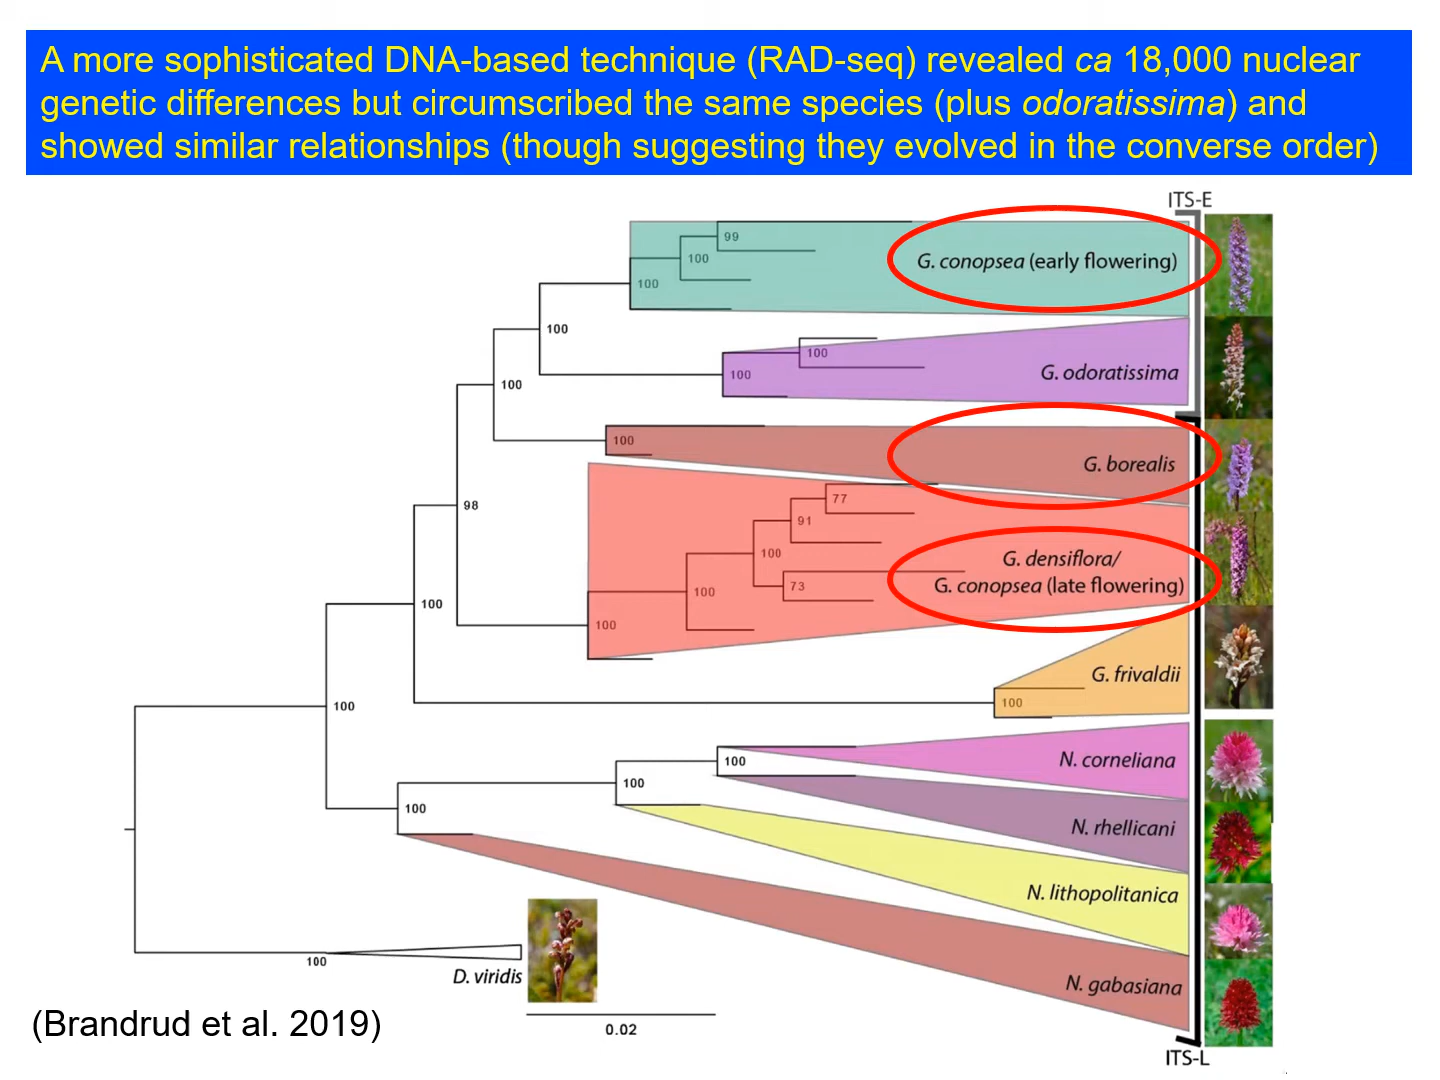 A more sophisticated DNA-based technique (RAD-seq) revealed ca 18,000 nuclear
genetic differences but circumscribed the same species (plus odoratissima) and
showed similar relationships (though suggesting they evolved in the converse order)
ITS-E
99
100
100
G. conopsea (early flowering)
100
100
100
G. odoratissima
100
100
G. borealis
98
77
91
100
G. densiflora/
G. conopsea (late flowering)
73
100
100
100
G. frivaldii
100
100
N. corneliana
100
100
N. rhellicani
100
N. lithopolitanica
N. gabasiana
100
D. viridis
0.02
ITS-L
(Brandrud et al. 2019)